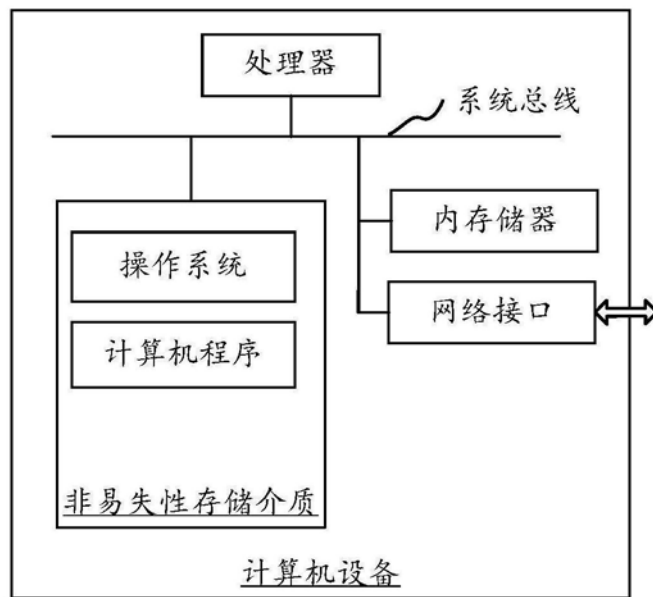 处理器
系统总线
内存储器
操作系统
网络接口
计算机程序
非易失性存储介质
计算机设备